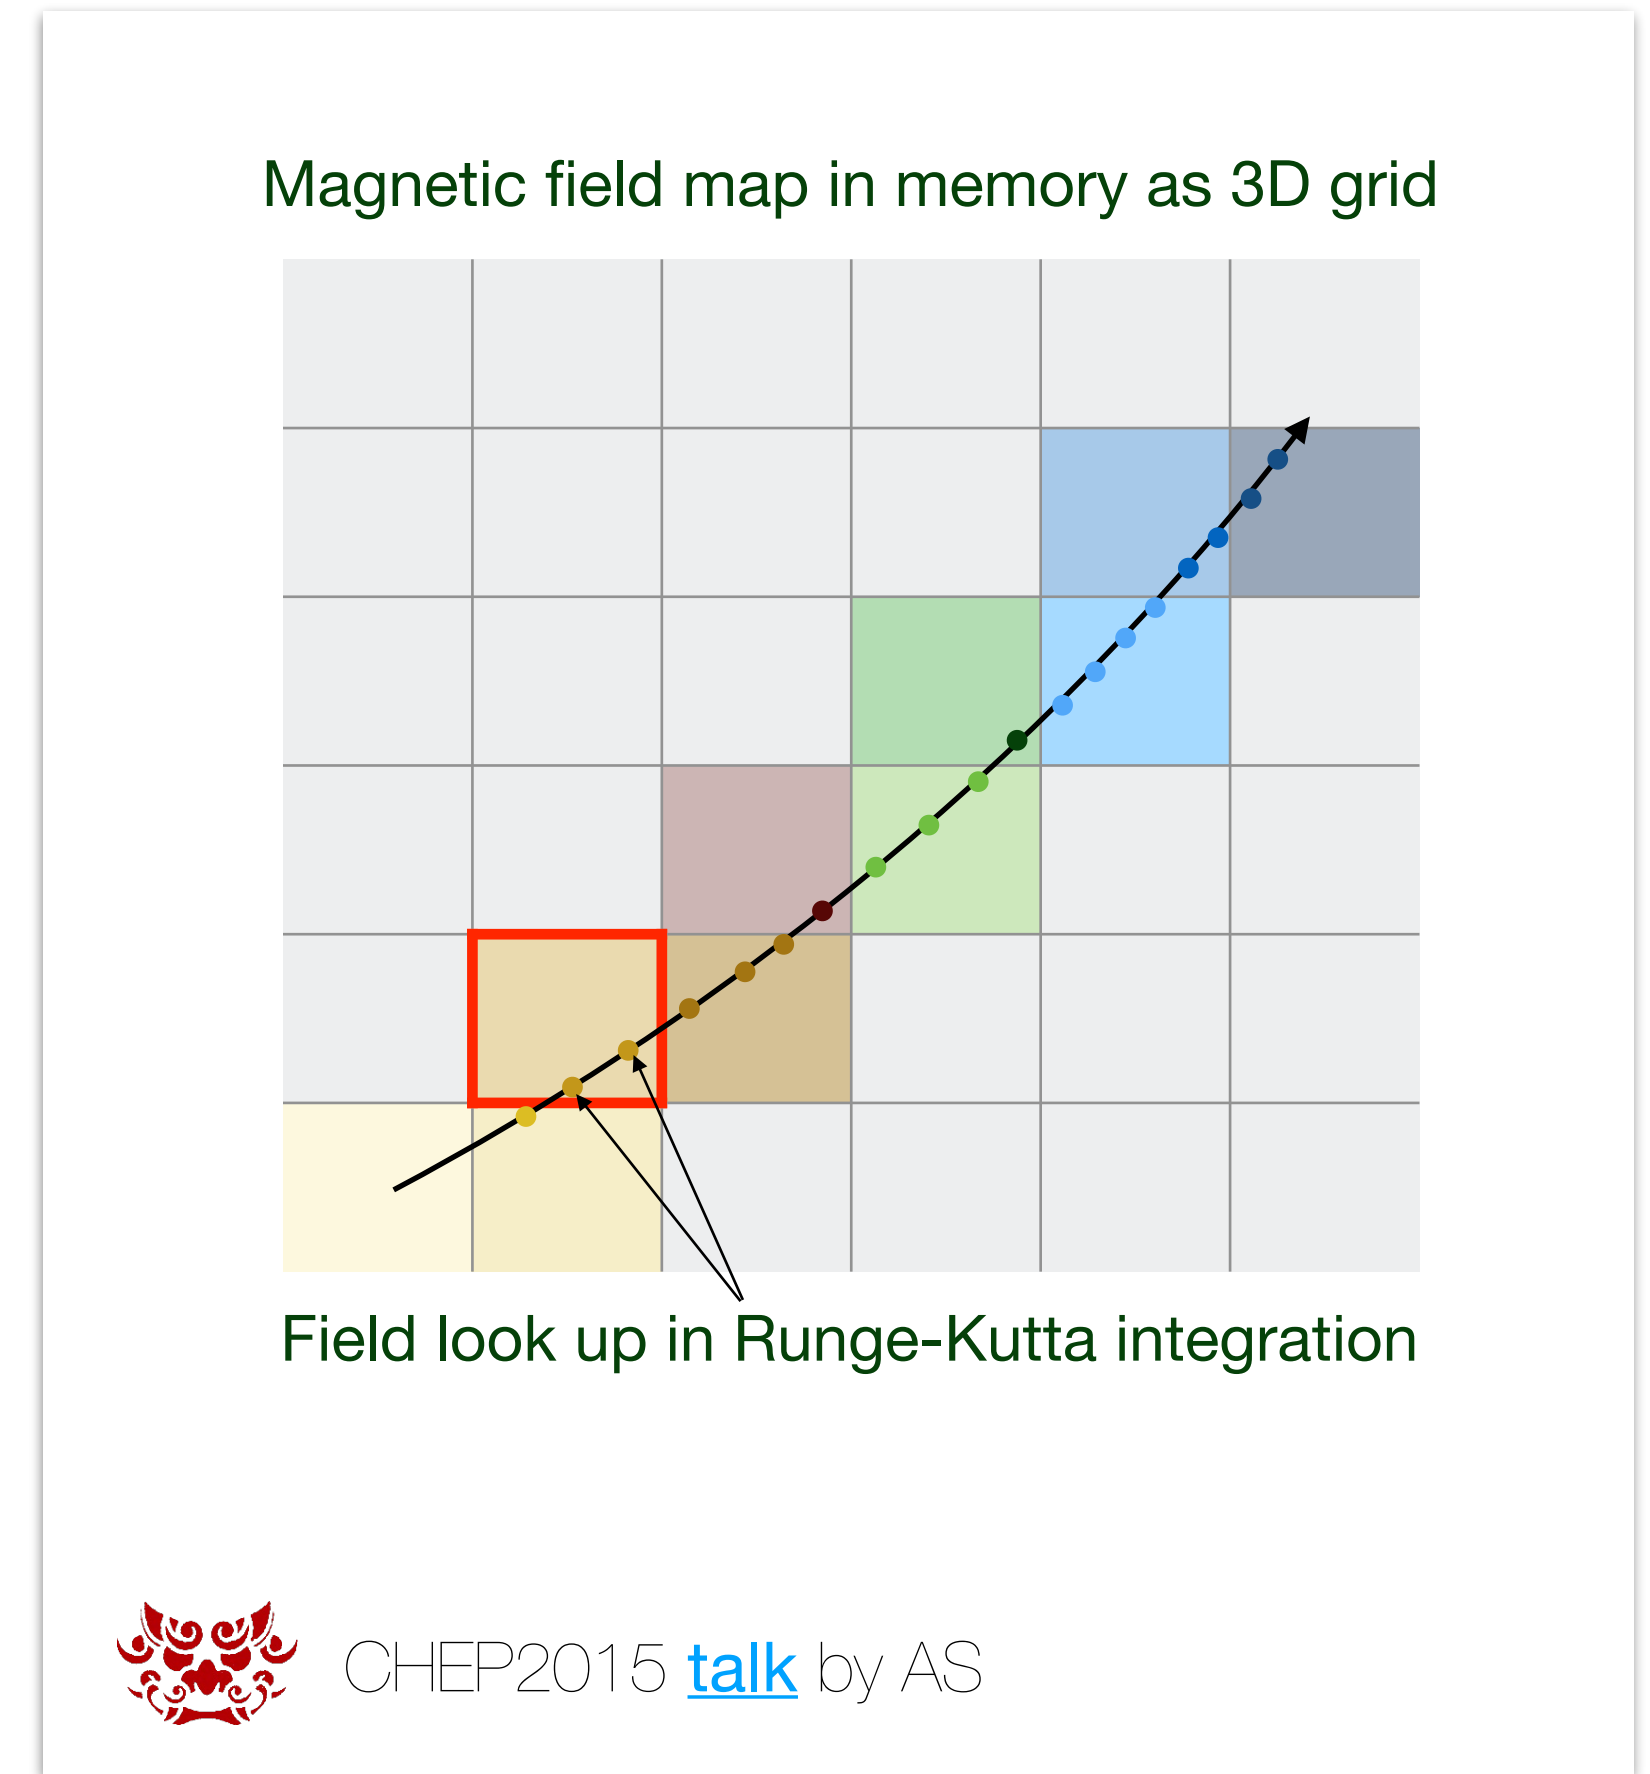 Magnetic field map in memory as 3D grid
Field look up in Runge-Kutta integration
CHEP2015 talk by AS